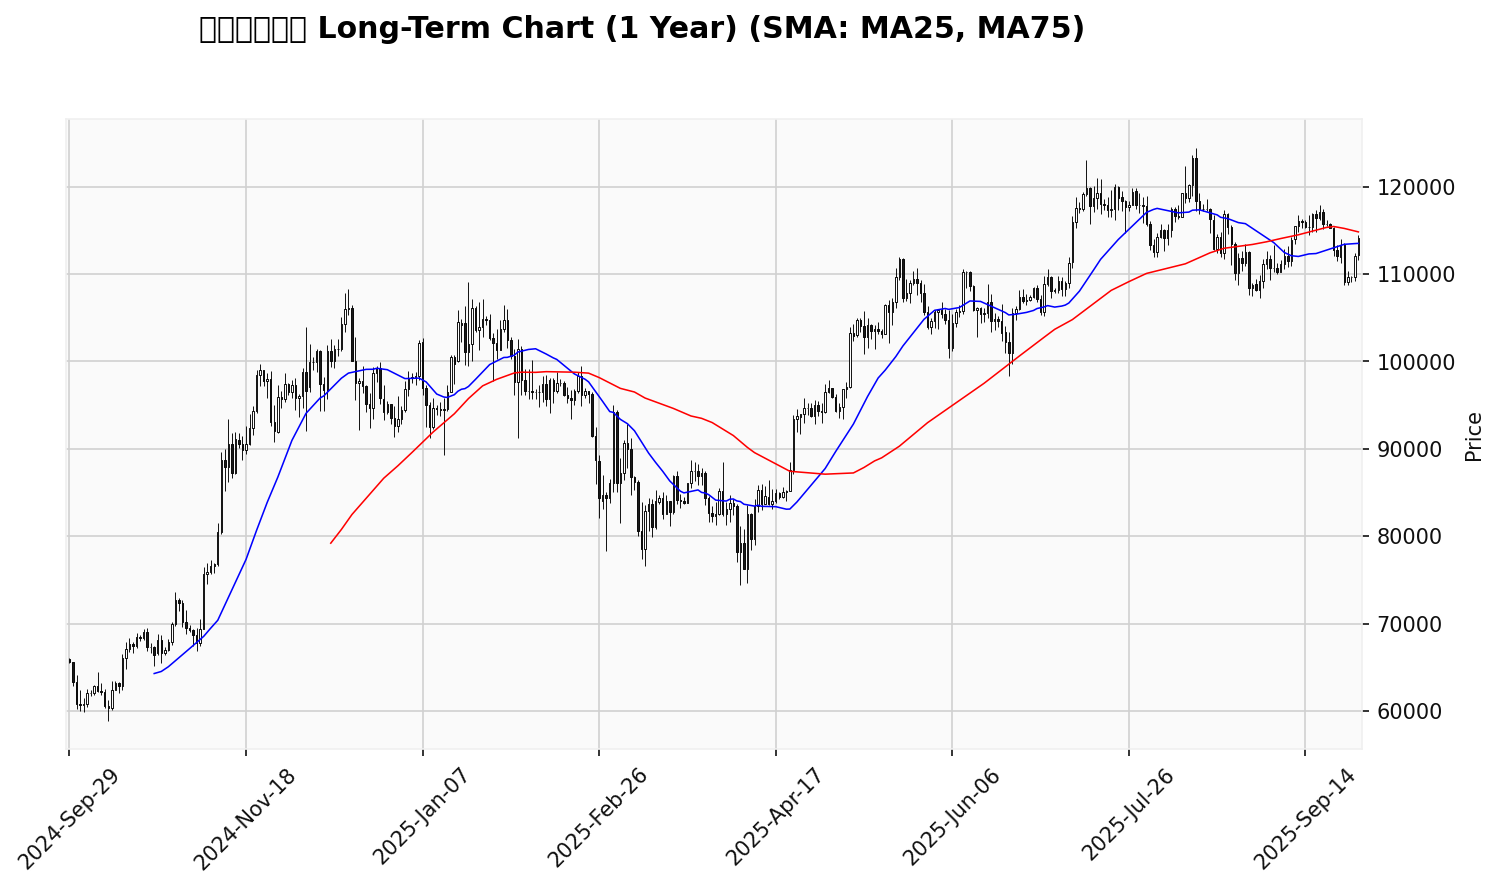 Long-Term Chart (1 Year) (SMA: MA25, MA75)
120000
110000
100000
90000
80000
70000
60000
Price
2024-Sep-29
2024-Nov-18
2025-Jan-07
2025-Feb-26
2025-Apr-17
2025-Jun-06
2025-Jul-26
2025-Sep-14